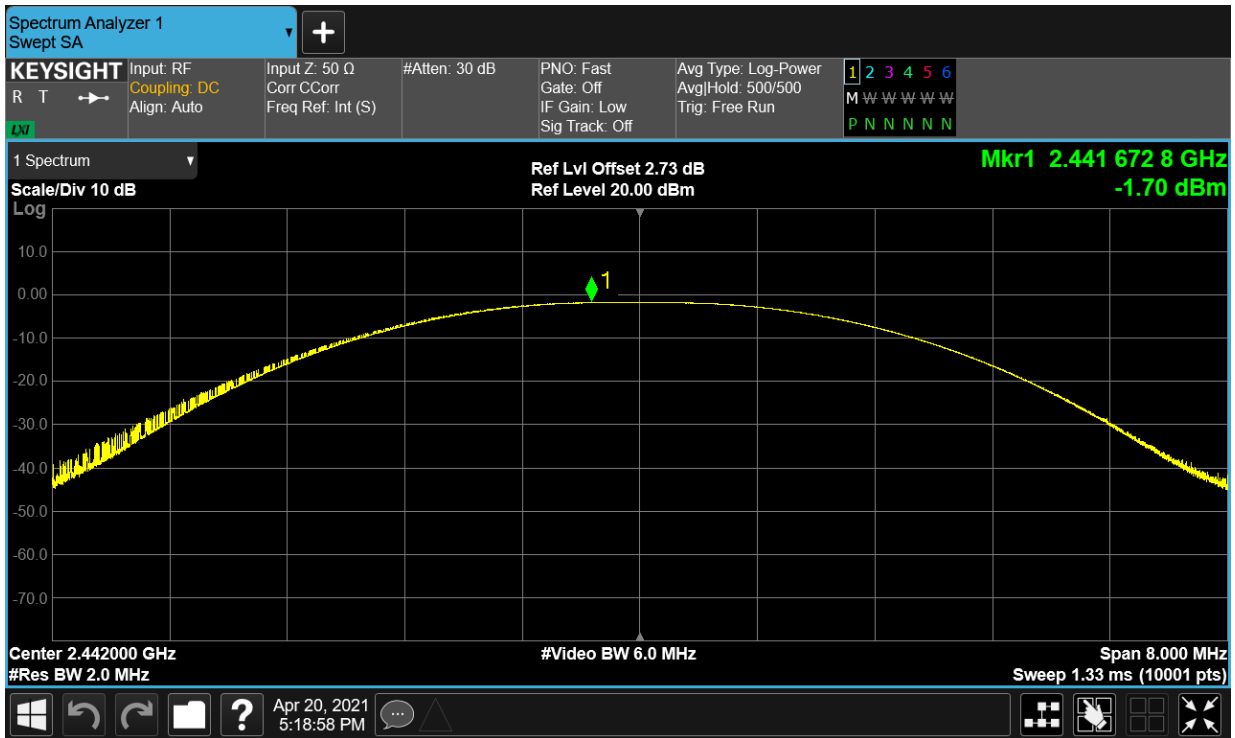 Spectrum Analyzer 1
Swept SA
KEYSIGHT
R T
LXI
Input: RF
Coupling: DC
Align: Auto
Input Z: 50 Ω
Corr CCorr
Freq Ref: Int (S)
#Atten: 30 dB
PNO: Fast
Gate: Off
IF Gain: Low
Sig Track: Off
Avg Type: Log-Power
Avg|Hold: 500/500
Trig: Free Run
1 2 3 4 5 6
M W W W W W
P N N N N N
1 Spectrum
Scale/Div 10 dB
Log
Ref Lvl Offset 2.73 dB
Ref Level 20.00 dBm
Mkr1 2.441 672 8 GHz
-1.70 dBm
10.0
0.00
-10.0
-20.0
-30.0
-40.0
-50.0
-60.0
-70.0
1
Center 2.442000 GHz
#Res BW 2.0 MHz
#Video BW 6.0 MHz
Span 8.000 MHz
Sweep 1.33 ms (10001 pts)
?
Apr 20, 2021
5:18:58 PM